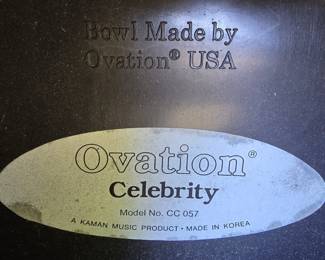 Bowl Made by
Ovation® USA
Ovation®
Celebrity
Model No. CC 057
A KAMAN MUSIC PRODUCT • MADE IN KOREA